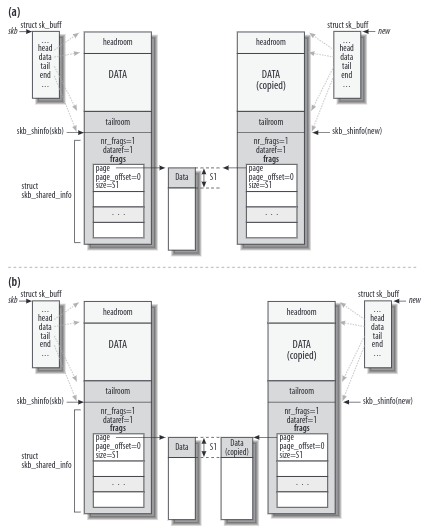 (a)
struct sk_buff
skb
...
head
data
tail
end
...
headroom
DATA
tailroom
skb_shinfo(skb)
nr_frags=1
dataref=1
frags
page
page_offset=0
size=S1
. . .
struct
skb_shared_info
Data
S1
headroom
DATA
(copied)
tailroom
nr_frags=1
dataref=1
frags
page
page_offset=0
size=S1
. . .
struct sk_buff
new
...
head
data
tail
end
...
skb_shinfo(new)
(b)
struct sk_buff
skb
...
head
data
tail
end
...
headroom
DATA
tailroom
skb_shinfo(skb)
nr_frags=1
dataref=1
frags
page
page_offset=0
size=S1
. . .
struct
skb_shared_info
Data
S1
Data
(copied)
headroom
DATA
(copied)
tailroom
nr_frags=1
dataref=1
frags
page
page_offset=0
size=S1
. . .
struct sk_buff
new
...
head
data
tail
end
...
skb_shinfo(new)